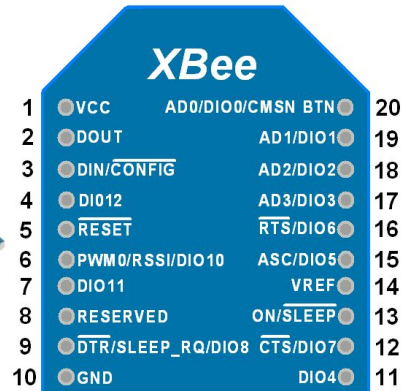 XBee
1 VCC AD0/DIO0/CMSN BTN 20
2 DOUT AD1/DIO1 19
3 DIN/CONFIG AD2/DIO2 18
4 DI012 AD3/DIO3 17
5 RESET RTS/DIO6 16
6 PWM0/RSSI/DIO10 ASC/DIO5 15
7 DIO11 VREF 14
8 RESERVED ON/SLEEP 13
9 DTR/SLEEP_RQ/DIO8 CTS/DIO7 12
10 GND DIO4 11